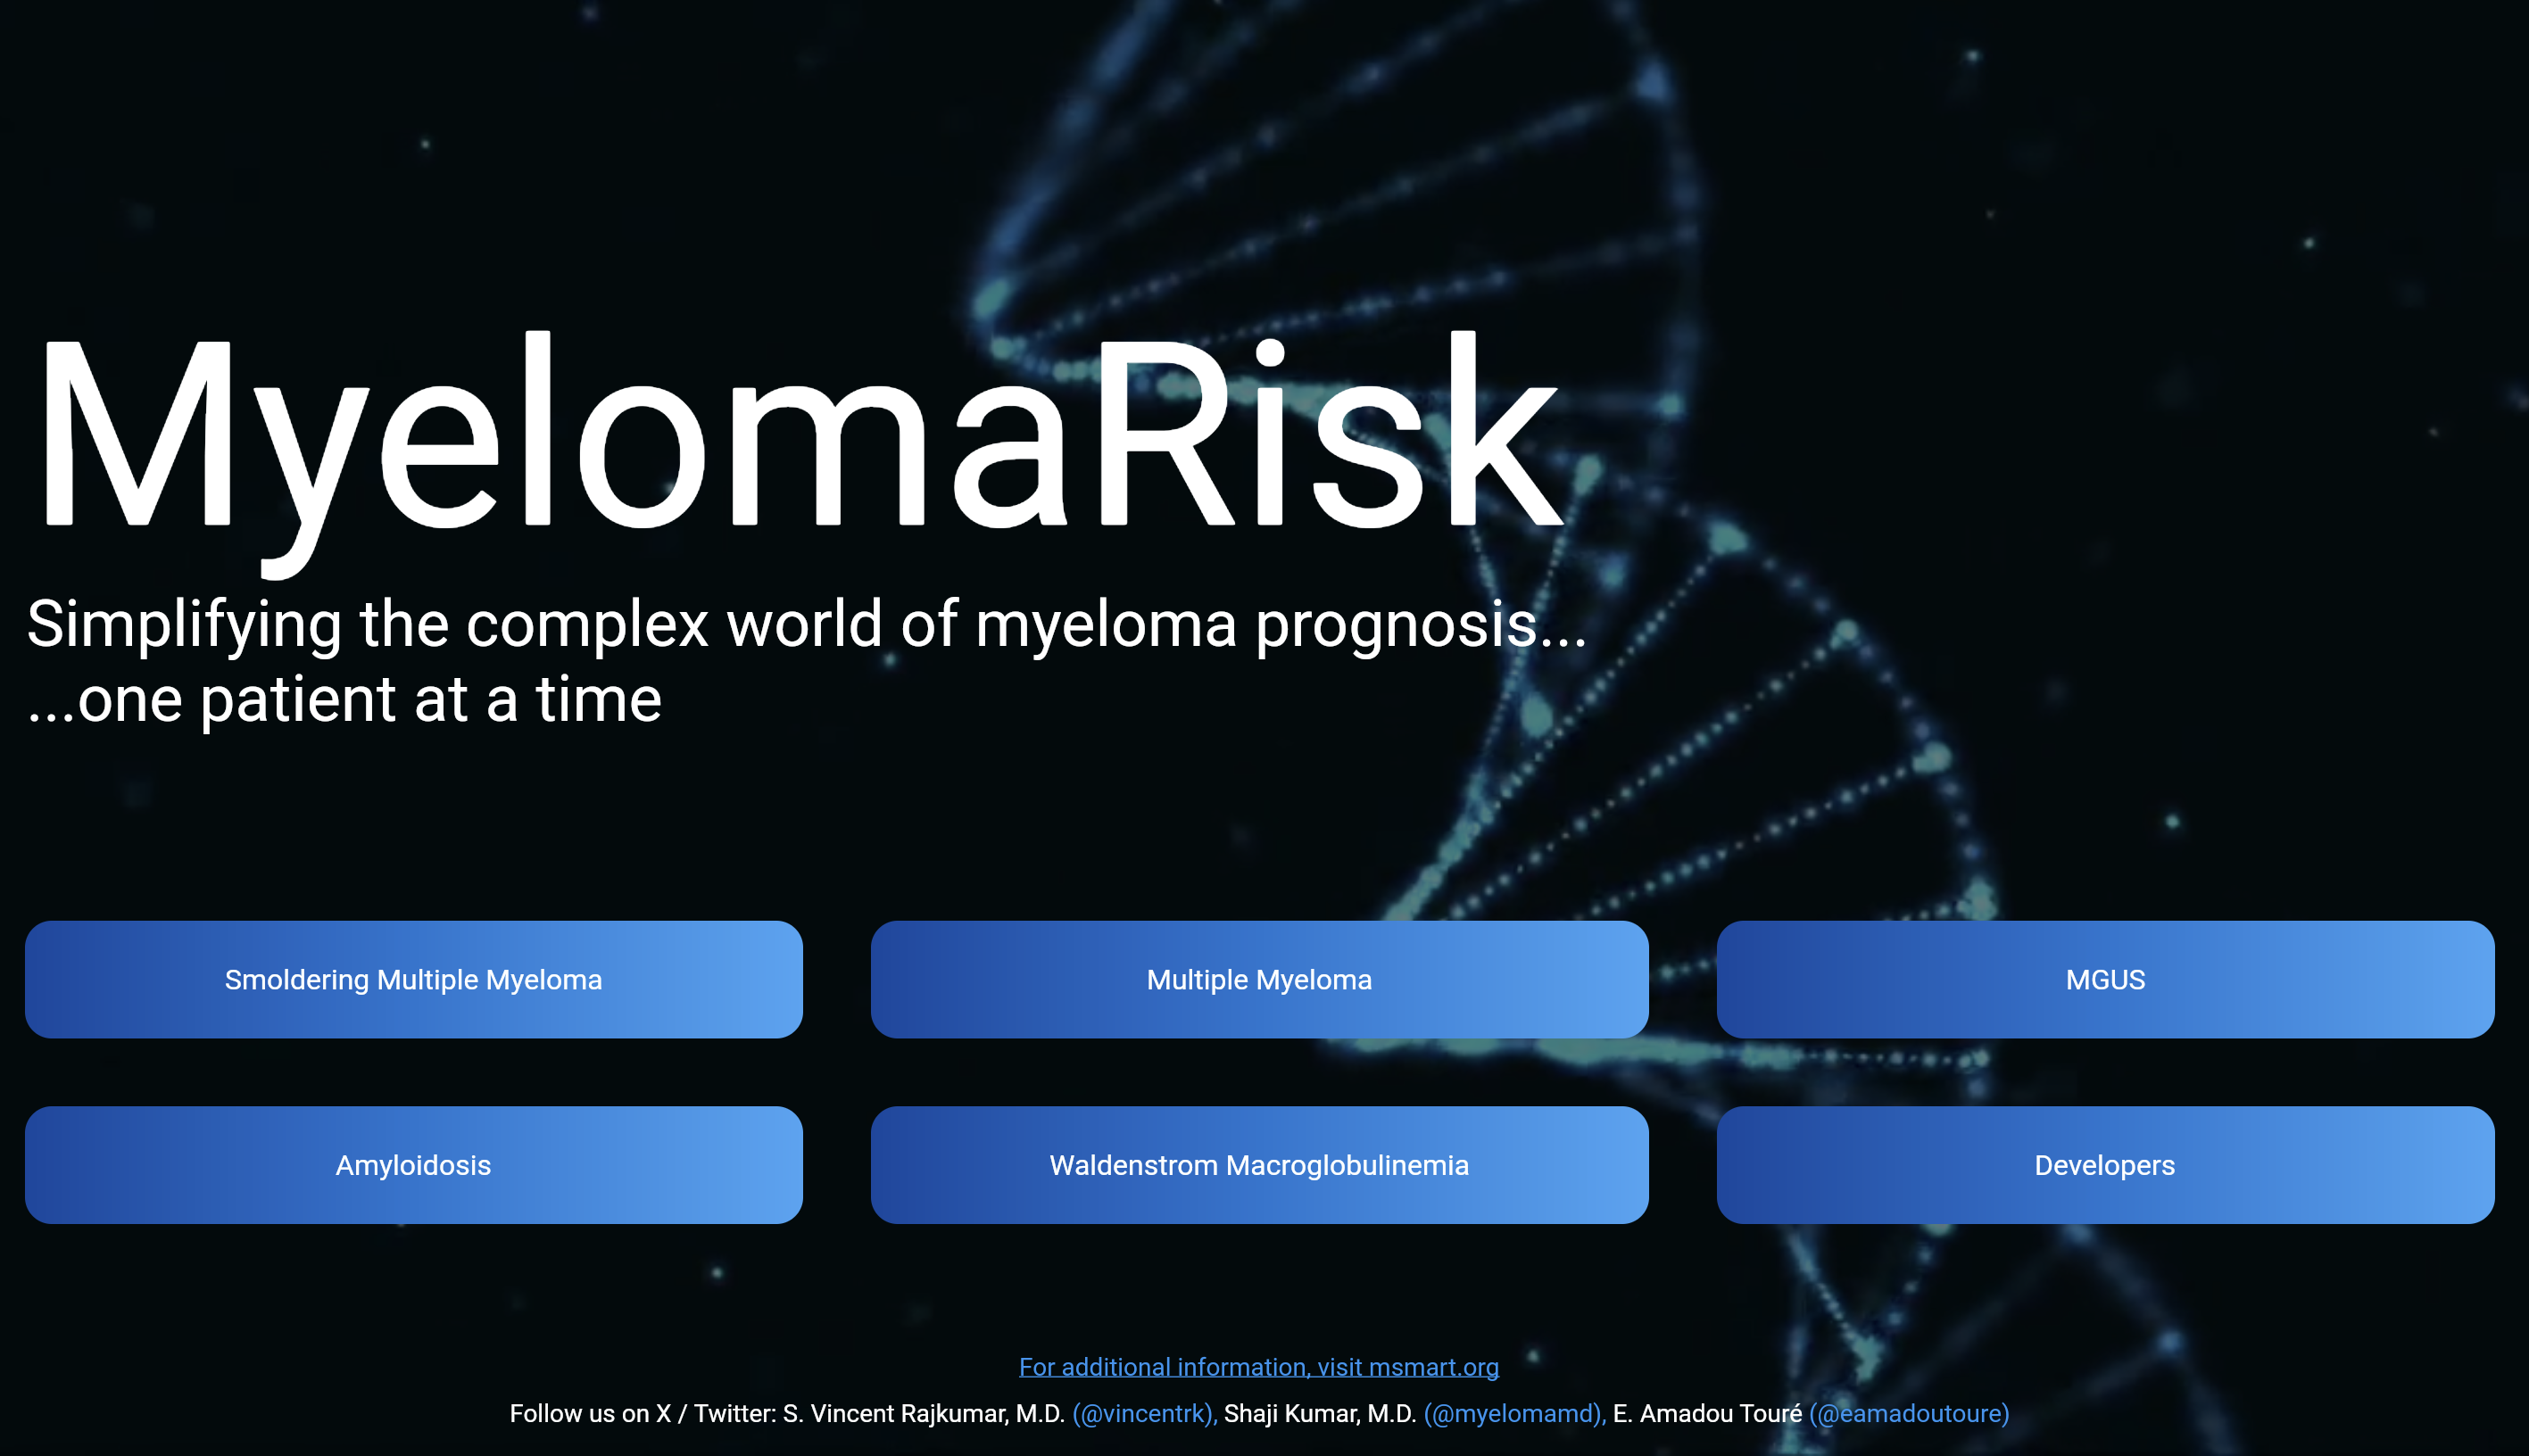 MyelomaRisk
Simplifying the complex world of myeloma prognosis...
...one patient at a time
Smoldering Multiple Myeloma
Multiple Myeloma
MGUS
Amyloidosis
Waldenstrom Macroglobulinemia
Developers
For additional information, visit msmart.org
Follow us on X / Twitter: S. Vincent Rajkumar, M.D. (@vincentrk), Shaji Kumar, M.D. (@myelomamd), E. Amadou Touré (@eamadoutoure)